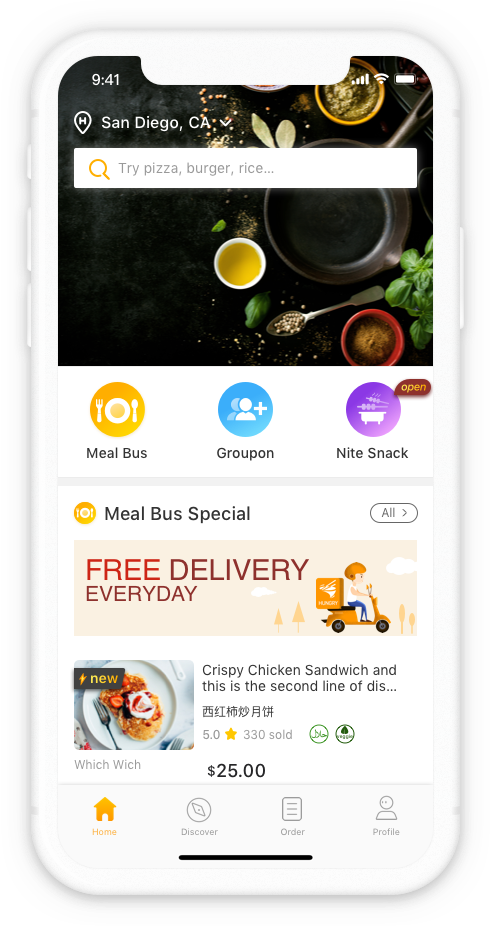 9:41
San Diego, CA
Try pizza, burger, rice...
open
Meal Bus
Groupon
Nite Snack
Meal Bus Special
All
FREE DELIVERY
EVERYDAY
HUNGRY
new
Crispy Chicken Sandwich and
this is the second line of dis...
西红柿炒月饼
5.0
330 sold
حلال
veggie
Which Wich
$25.00
Home
Discover
Order
Profile